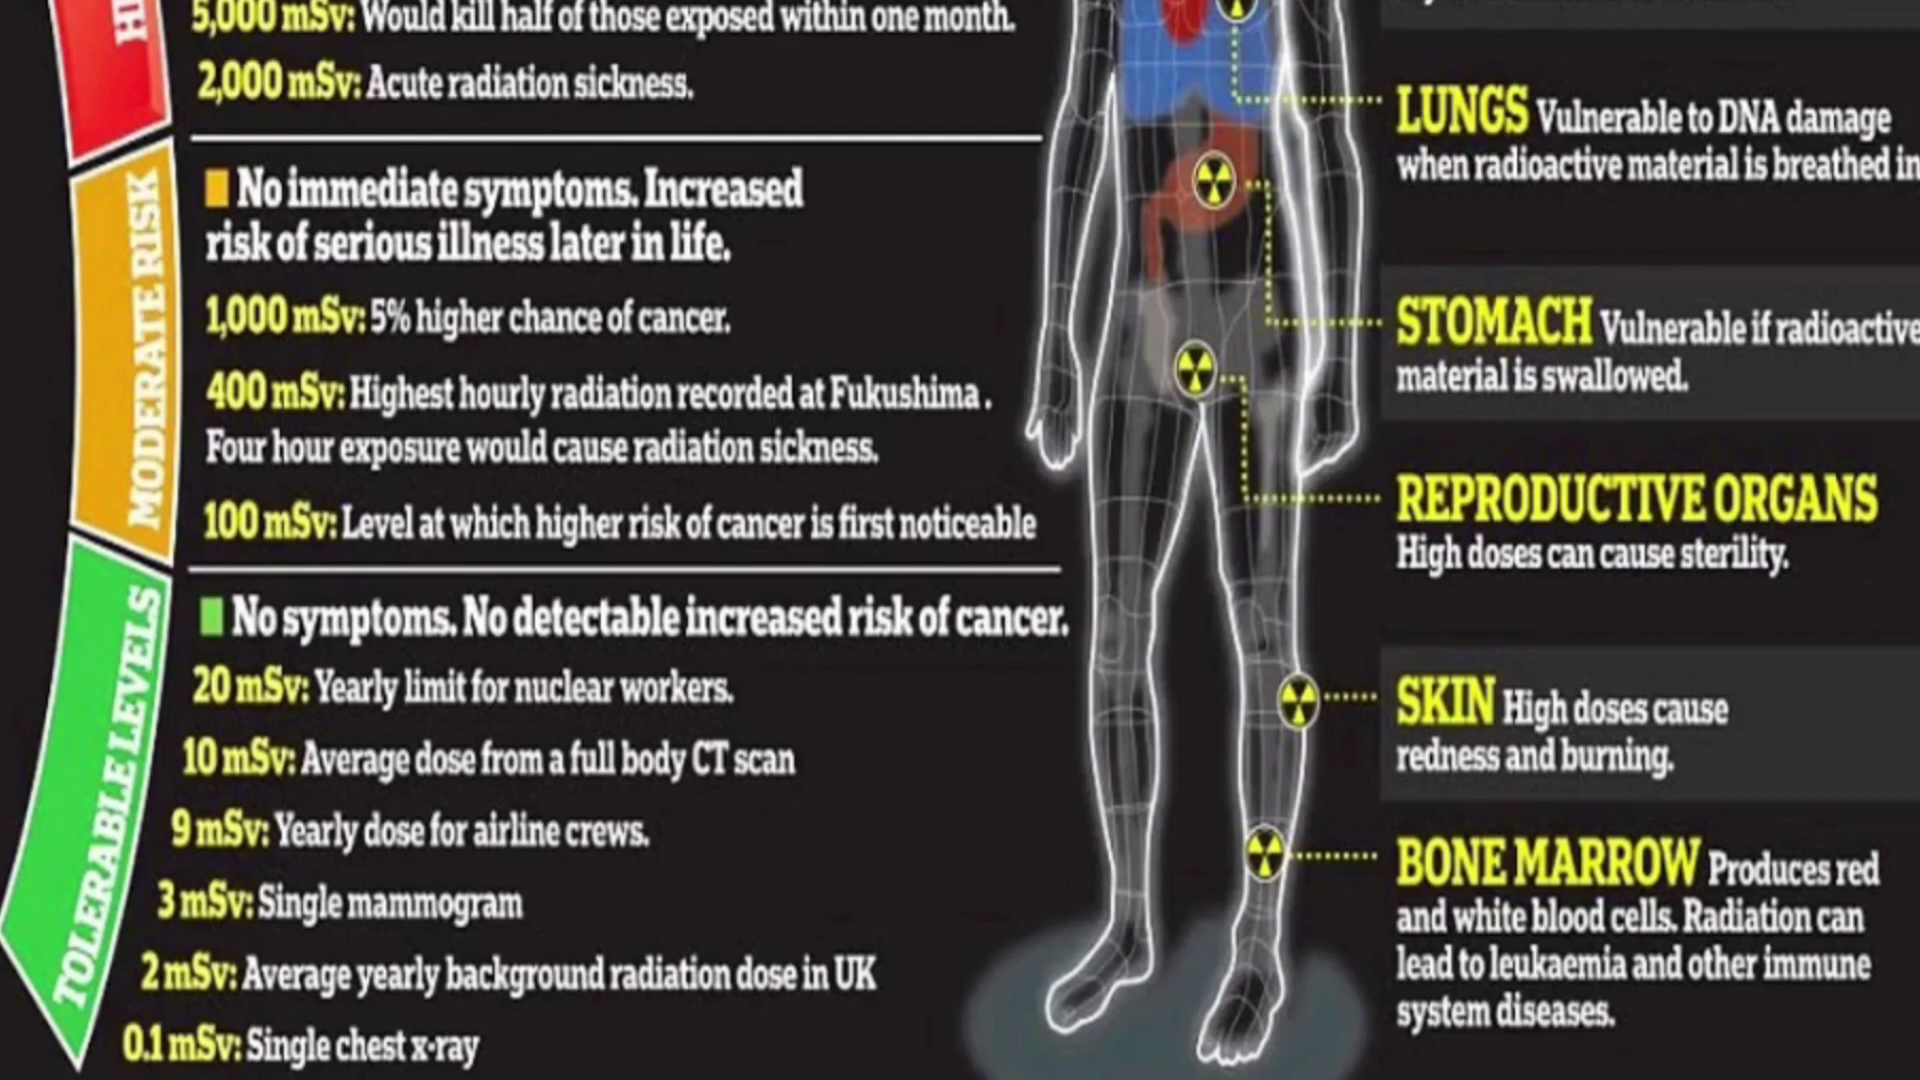 5,000 mSv: Would kill half of those exposed within one month.
2,000 mSv: Acute radiation sickness.
MODERATE RISK
No immediate symptoms. Increased
risk of serious illness later in life.
1,000 mSv: 5% higher chance of cancer.
400 mSv: Highest hourly radiation recorded at Fukushima .
Four hour exposure would cause radiation sickness.
100 mSv: Level at which higher risk of cancer is first noticeable
TOLERABLE LEVELS
No symptoms. No detectable increased risk of cancer.
20 mSv: Yearly limit for nuclear workers.
10 mSv: Average dose from a full body CT scan
9 mSv: Yearly dose for airline crews.
3 mSv: Single mammogram
2 mSv: Average yearly background radiation dose in UK
0.1 mSv: Single chest x-ray
LUNGS Vulnerable to DNA damage
when radioactive material is breathed in
STOMACH Vulnerable if radioactive
material is swallowed.
REPRODUCTIVE ORGANS
High doses can cause sterility.
SKIN High doses cause
redness and burning.
BONE MARROW Produces red
and white blood cells. Radiation can
lead to leukaemia and other immune
system diseases.